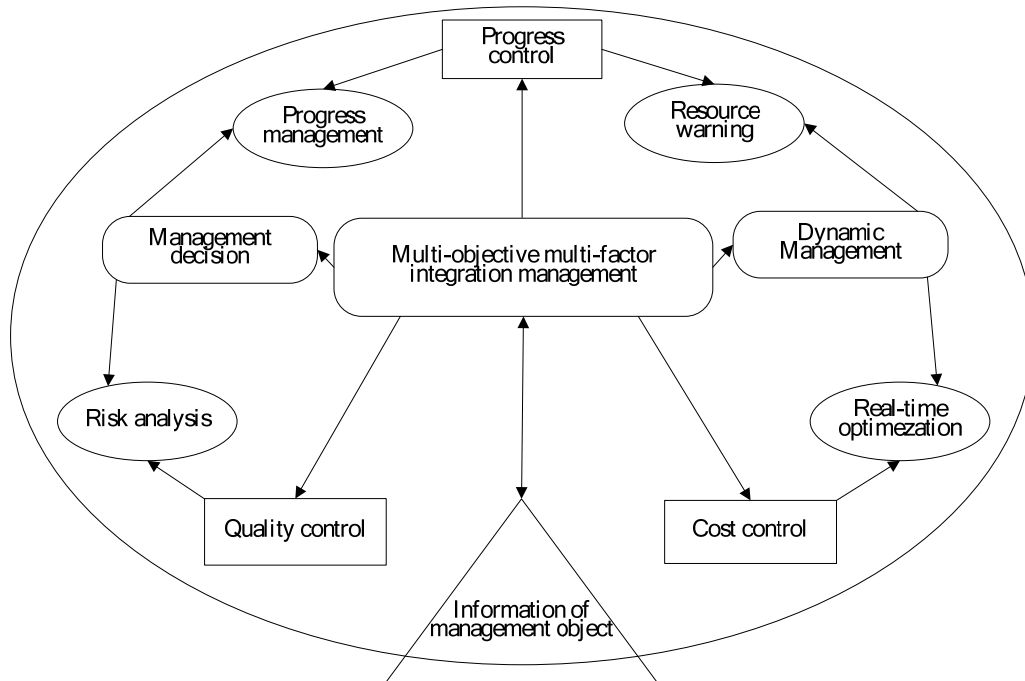 Progress
control
Progress
management
Resource
warning
Management
decision
Multi-objective multi-factor
integration management
Dynamic
Management
Risk analysis
Real-time
optimezation
Quality control
Cost control
Information of
management object